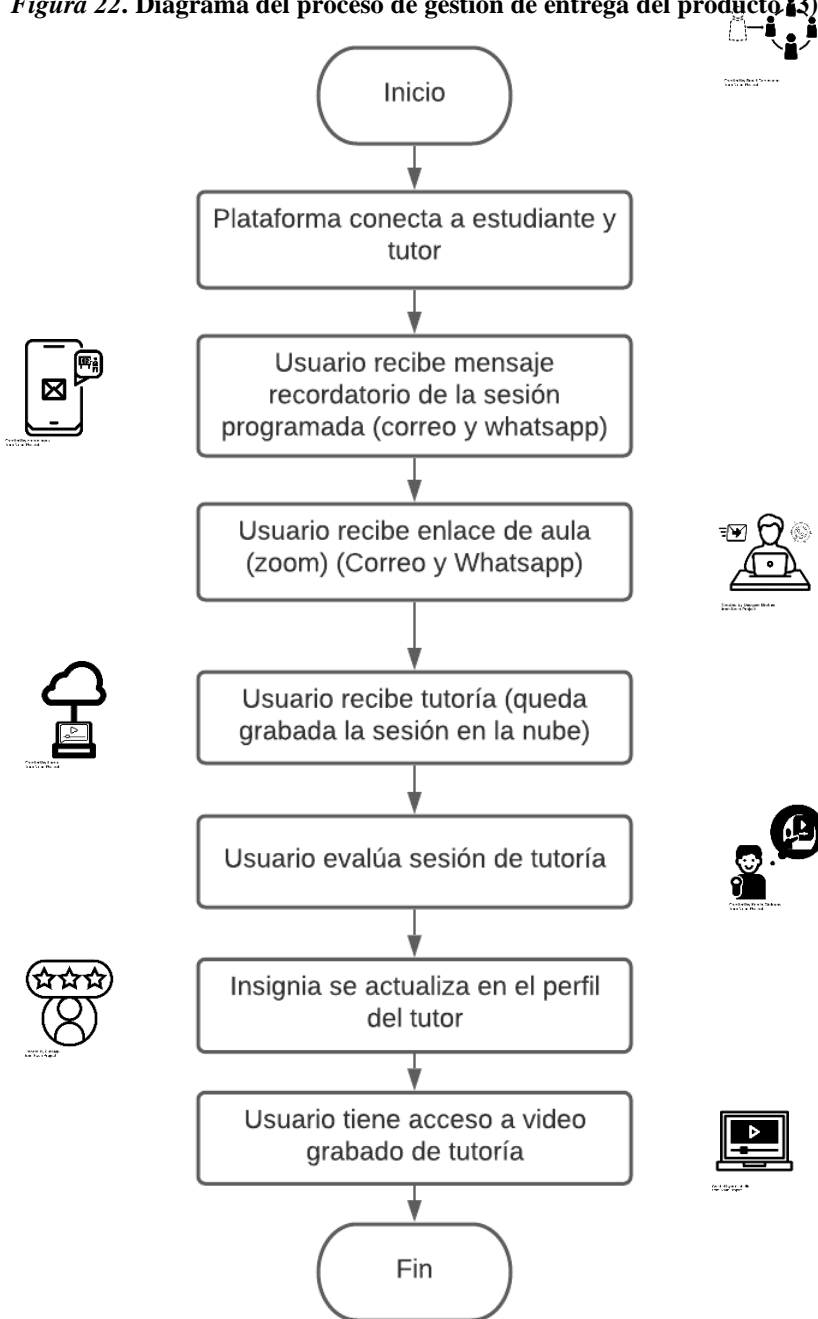 Figura 22. Diagrama del proceso de gestión de entrega del producto (3)
Inicio
Plataforma conecta a estudiante y
tutor
Usuario recibe mensaje
recordatorio de la sesión
programada (correo y whatsapp)
Usuario recibe enlace de aula
(zoom) (Correo y Whatsapp)
Usuario recibe tutoría (queda
grabada la sesión en la nube)
Usuario evalúa sesión de tutoría
Insignia se actualiza en el perfil
del tutor
Usuario tiene acceso a video
grabado de tutoría
Fin